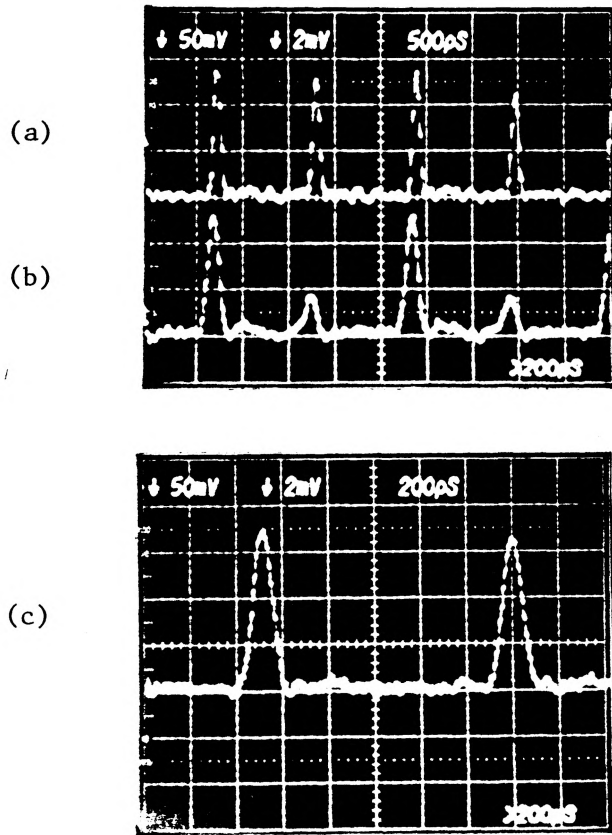 ↓ 50mV ↓ 2mV 500pS
(a)
(b)
X200pS
↓ 50mV ↓ 2mV 200pS
(c)
X200pS